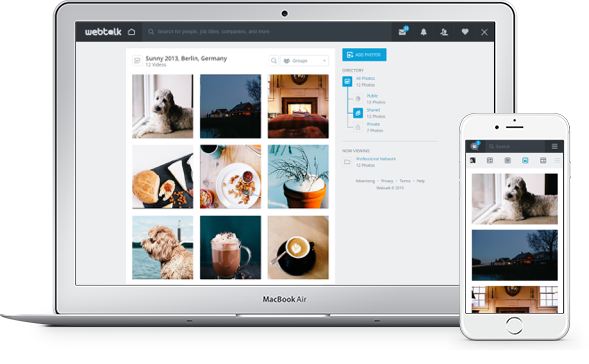 webtalk
Search for people, job titles, companies, and more
Sunny 2013, Berlin, Germany
12 Videos
Groups
ADD PHOTOS
DIRECTORY
All Photos
12 Photos
Public
13 Photos
Shared
13 Photos
Private
7 Photos
NOW VIEWING
Professional Network
12 Photos
Advertising • Privacy • Terms • Help
Webtalk © 2015
MacBook Air
Search